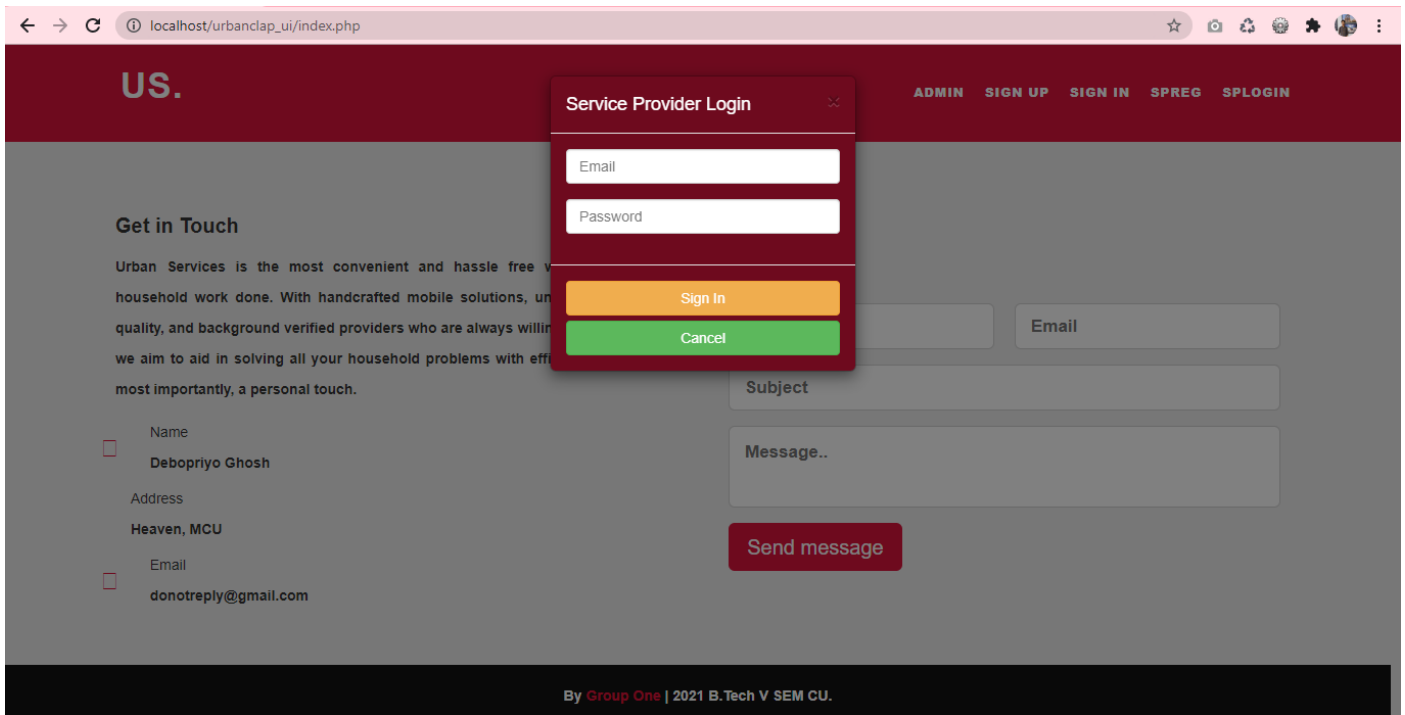 localhost/urbanclap_ui/index.php
US.
ADMIN SIGN UP SIGN IN SPREG SPLOGIN
Service Provider Login ×
Email
Password
Sign In
Cancel
Get in Touch
Urban Services is the most convenient and hassle free
household work done. With handcrafted mobile solutions,
quality, and background verified providers who are always
we aim to aid in solving all your household problems with
most importantly, a personal touch.
Name
Debopriyo Ghosh
Address
Heaven, MCU
Email
donotreply@gmail.com
Email
Subject
Message..
Send message
By Group One | 2021 B.Tech V SEM CU.